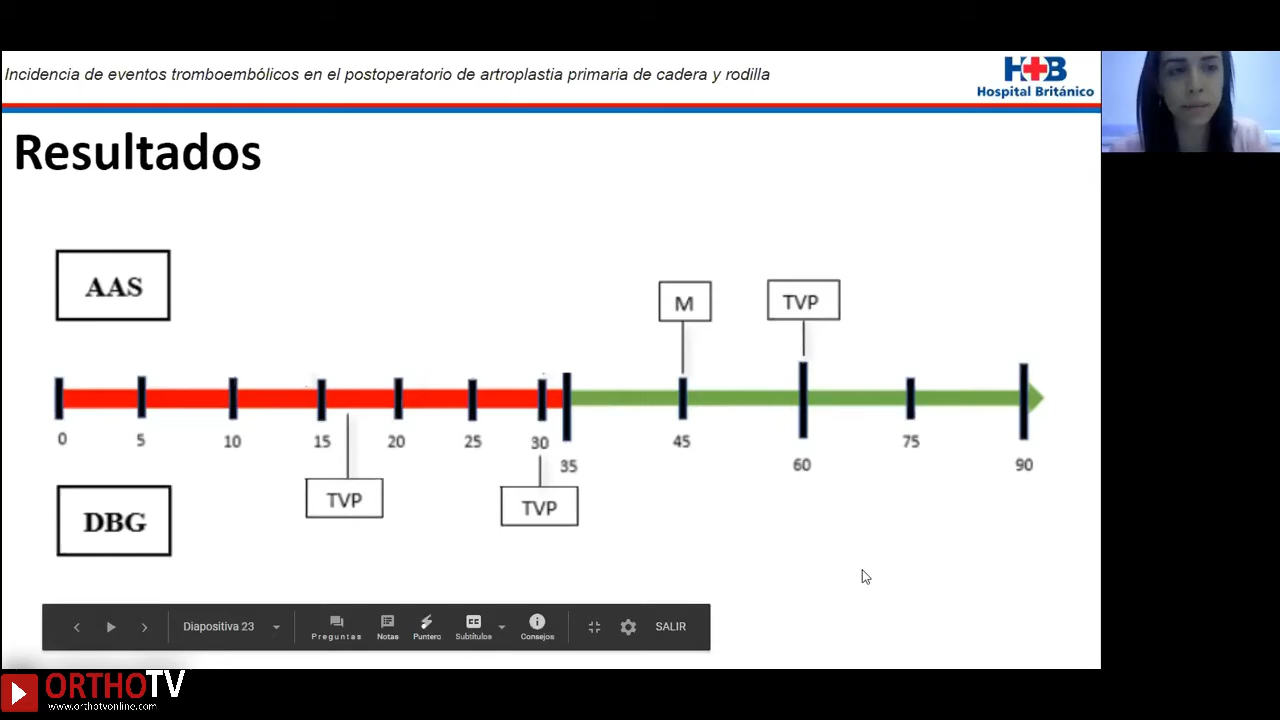 Incidencia de eventos tromboembólicos en el postoperatorio de artroplastia primaria de cadera y rodilla
H+B
Hospital Británico
Resultados
AAS
M
TVP
0 5 10 15 20 25 30 35 45 60 75 90
TVP
TVP
DBG
Diapositiva 23
Preguntas
Notas
Puntero
Subtítulos
Consejos
SALIR
ORTHOTV
www.orthotvonline.com